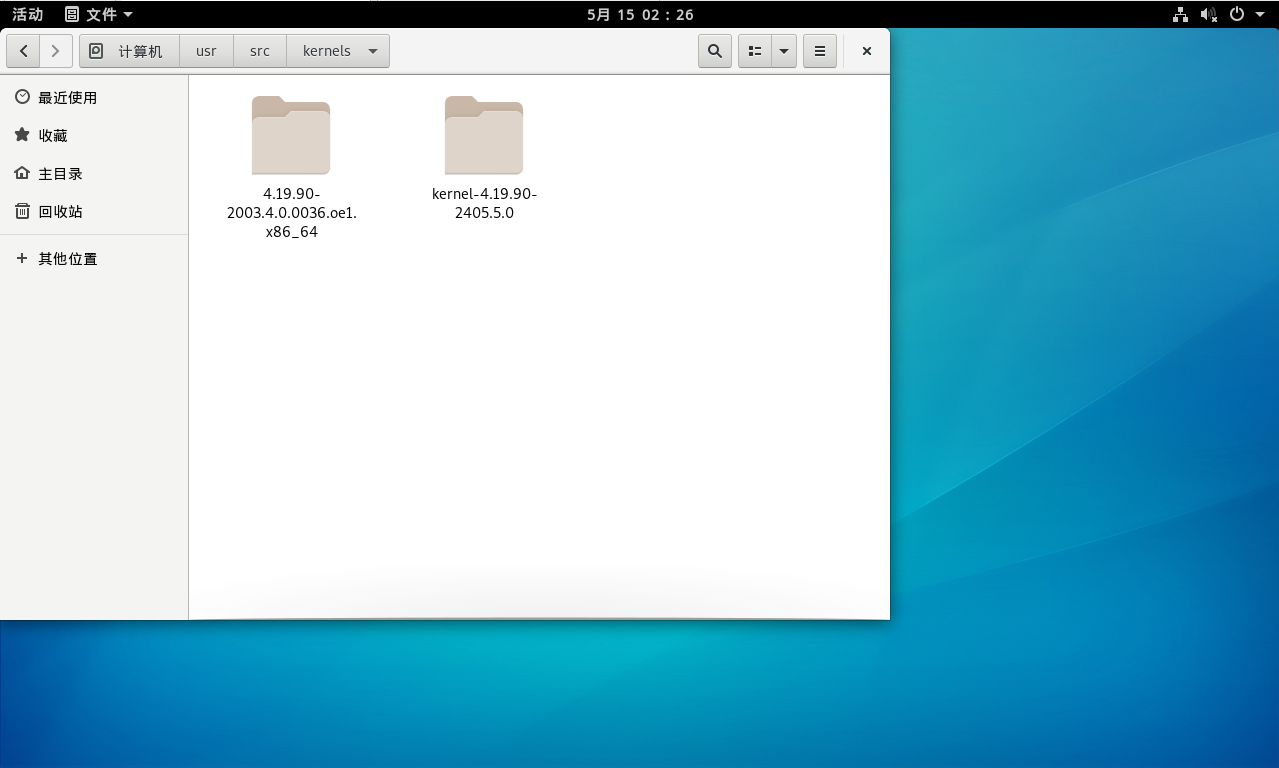 活动 文件 5月 15 02 : 26
计算机 usr src kernels
最近使用
收藏
主目录
回收站
其他位置
4.19.90-
2003.4.0.0036.oe1.
x86_64
kernel-4.19.90-
2405.5.0